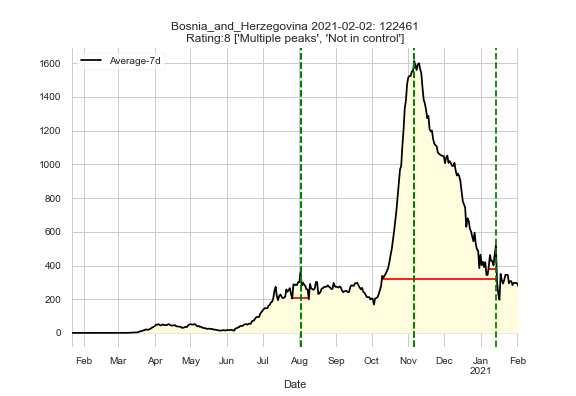 Bosnia_and_Herzegovina 2021-02-02: 122461
Rating:8 ['Multiple peaks', 'Not in control']
Average-7d
1600
1400
1200
1000
800
600
400
200
0
Feb Mar Apr May Jun Jul Aug Sep Oct Nov Dec Jan Feb
2021
Date